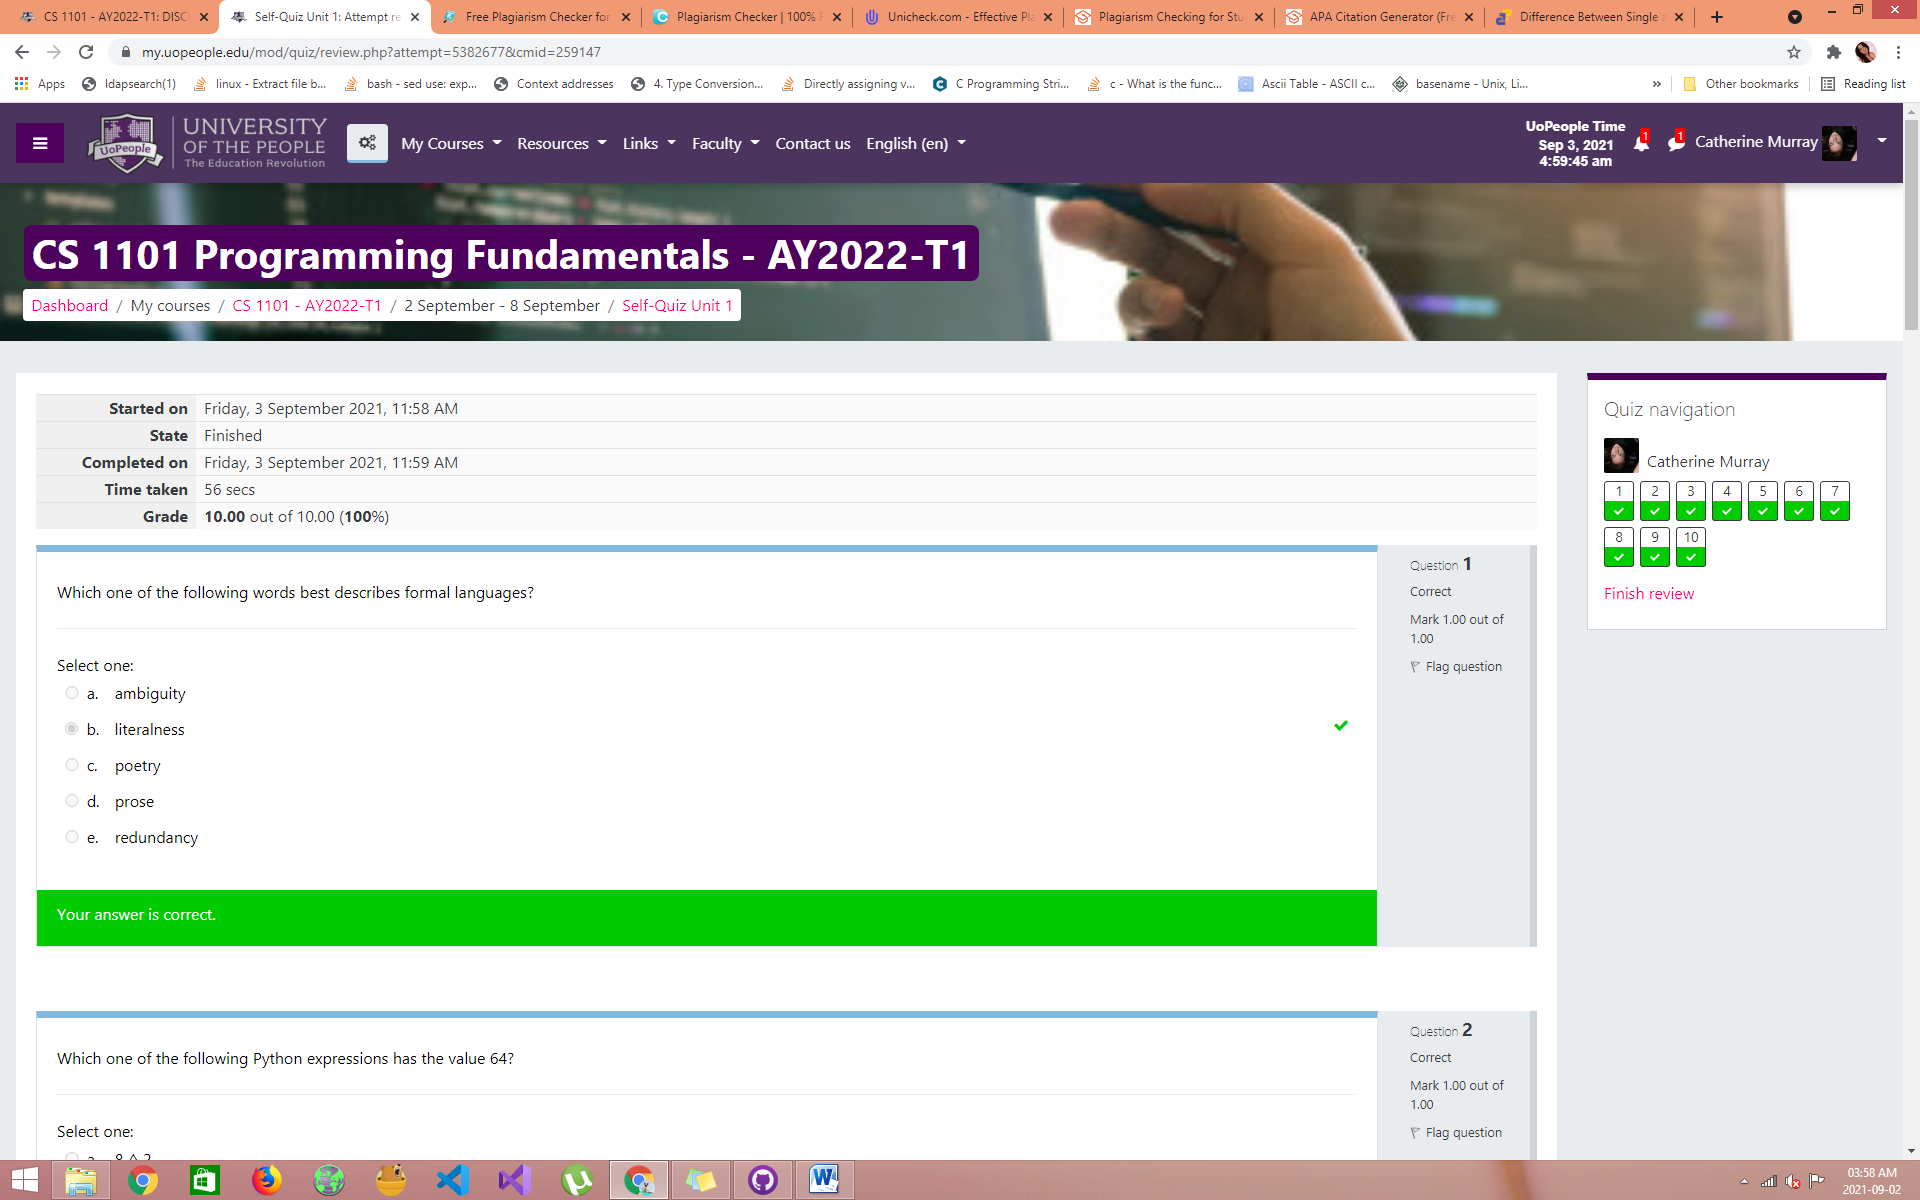 CS 1101 - AY2022-T1: DISC
Self-Quiz Unit 1: Attempt re
Free Plagiarism Checker for
Plagiarism Checker | 100% F
Unicheck.com - Effective Pla
Plagiarism Checking for Stu
APA Citation Generator (Fre
Difference Between Single a
my.uopeople.edu/mod/quiz/review.php?attempt=5382677&cmid=259147
Apps
ldapsearch(1)
linux - Extract file b...
bash - sed use: exp...
Context addresses
4. Type Conversion...
Directly assigning v...
C Programming Stri...
c - What is the func...
Ascii Table - ASCII c...
basename - Unix, Li...
»
Other bookmarks
Reading list
UoPeople
UNIVERSITY
OF THE PEOPLE
The Education Revolution
My Courses
Resources
Links
Faculty
Contact us
English (en)
UoPeople Time
Sep 3, 2021
4:59:45 am
1
1
Catherine Murray
CS 1101 Programming Fundamentals - AY2022-T1
Dashboard / My courses / CS 1101 - AY2022-T1 / 2 September - 8 September / Self-Quiz Unit 1
Started on Friday, 3 September 2021, 11:58 AM
State Finished
Completed on Friday, 3 September 2021, 11:59 AM
Time taken 56 secs
Grade 10.00 out of 10.00 (100%)
Which one of the following words best describes formal languages?
Select one:
a. ambiguity
b. literalness
c. poetry
d. prose
e. redundancy
Your answer is correct.
Question 1
Correct
Mark 1.00 out of
1.00
Flag question
Which one of the following Python expressions has the value 64?
Select one:
a. 8 ^ 2
Question 2
Correct
Mark 1.00 out of
1.00
Flag question
Quiz navigation
Catherine Murray
1 2 3 4 5 6 7
8 9 10
Finish review
03:58 AM
2021-09-02